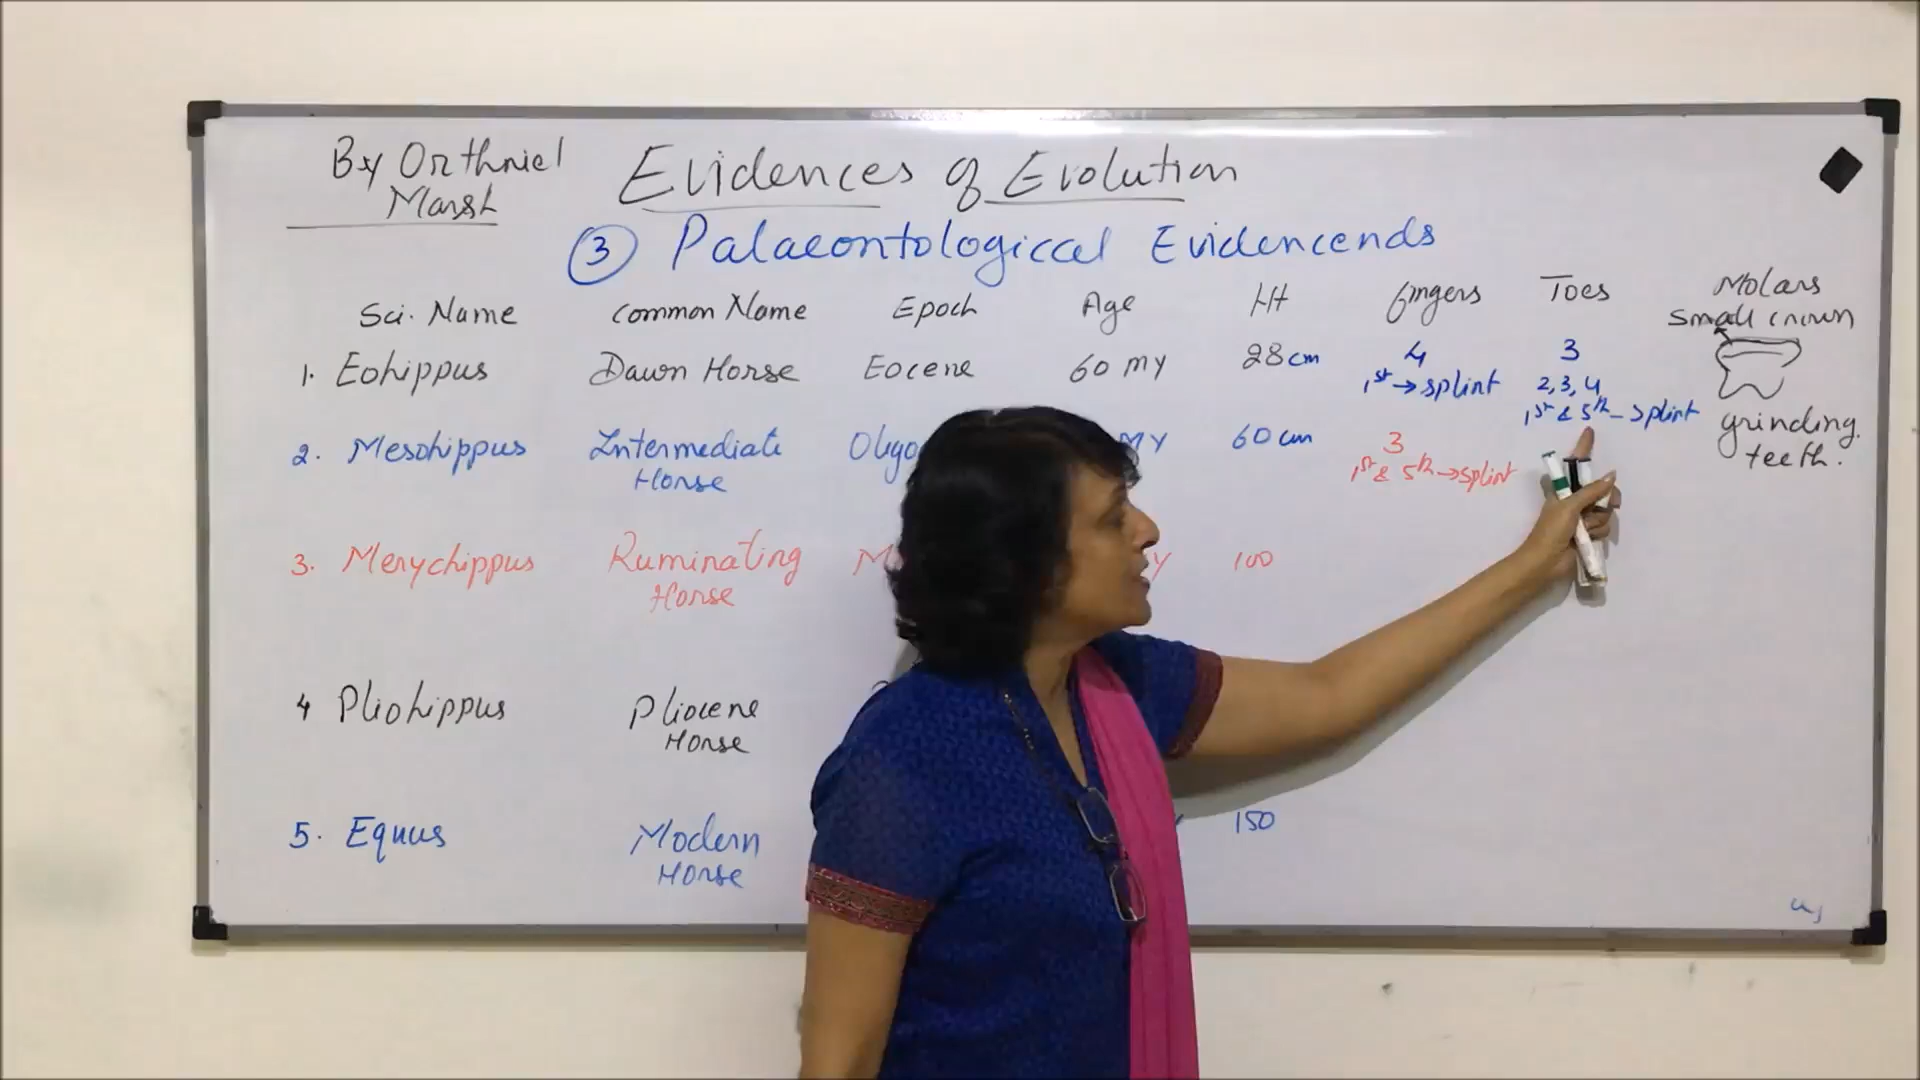 By Orthniel
Marsh
Evidences of Evolution
3 Palaeontological Evidencends
Sci. Name Common Name Epoch Age Ht fingers Toes Molars
small crown
1. Eohippus Dawn Horse Eocene 60 my 28 cm 4 3
1st → splint 2, 3, 4
1st & 5th – splint
grinding
teeth.
2. Mesohippus Intermediate Oligo MY 60 cm 3
Horse 1st & 5th → splint
3. Merychippus Ruminating M Y 100
Horse
4 Pliohippus Pliocene
Horse
5. Equus Modern 150
Horse